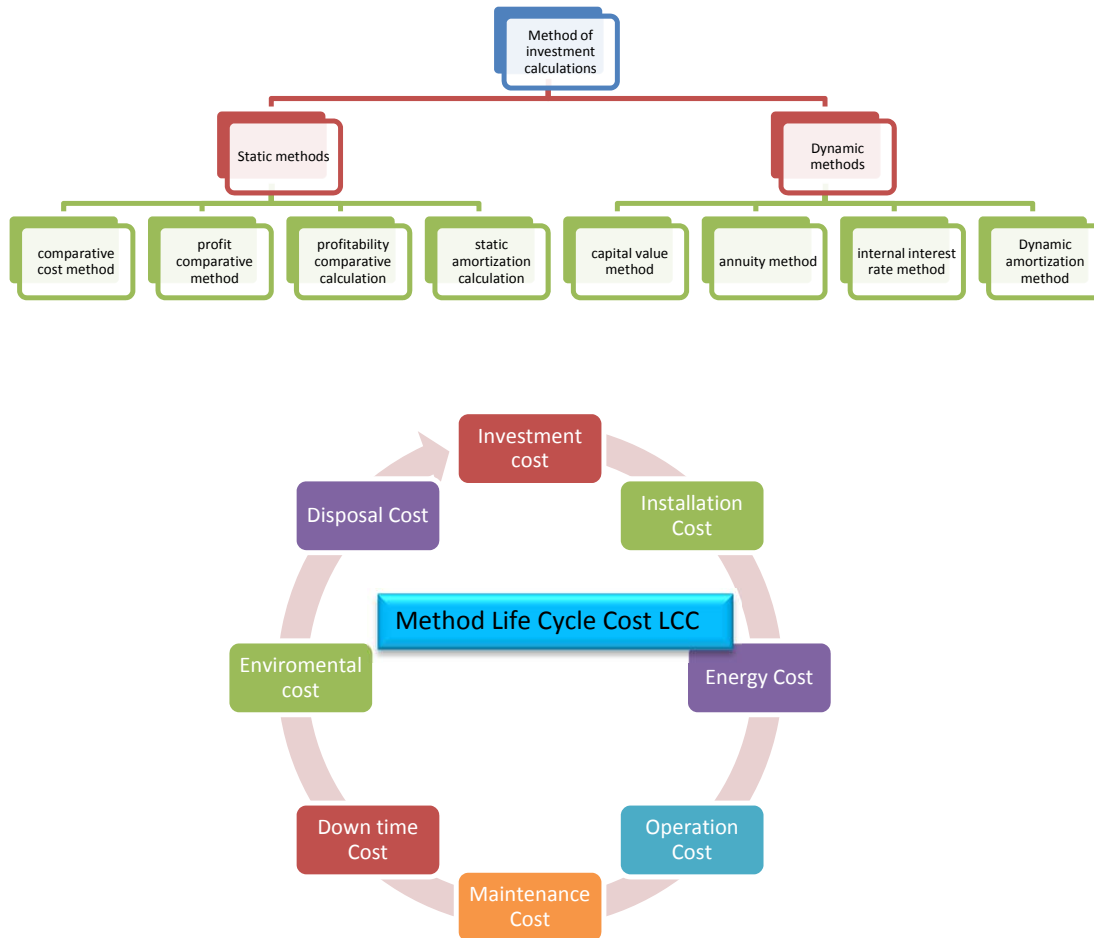 Method of
investment
calculations
Static methods
Dynamic
methods
comparative
cost method
profit
comparative
method
profitability
comparative
calculation
static
amortization
calculation
capital value
method
annuity method
internal interest
rate method
Dynamic
amortization
method
Investment
cost
Installation
Cost
Energy Cost
Operation
Cost
Maintenance
Cost
Down time
Cost
Enviromental
cost
Disposal Cost
Method Life Cycle Cost LCC